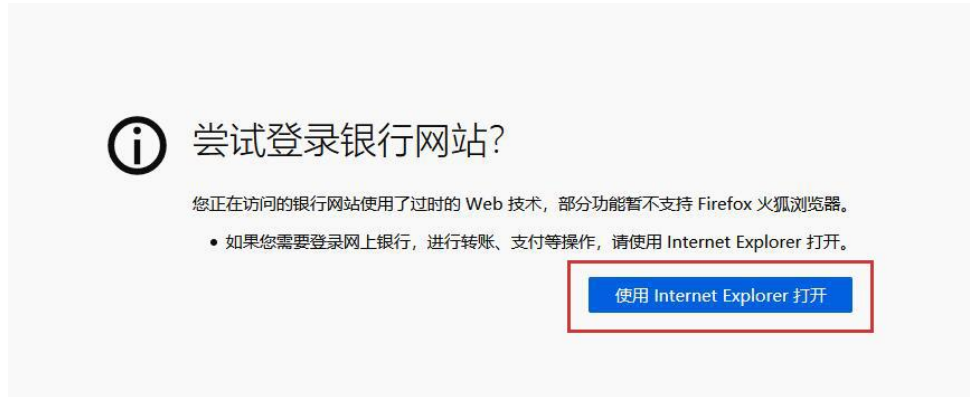 尝试登录银行网站？
您正在访问的银行网站使用了过时的 Web 技术，部分功能暂不支持 Firefox 火狐浏览器。
• 如果您需要登录网上银行，进行转账、支付等操作，请使用 Internet Explorer 打开。
使用 Internet Explorer 打开